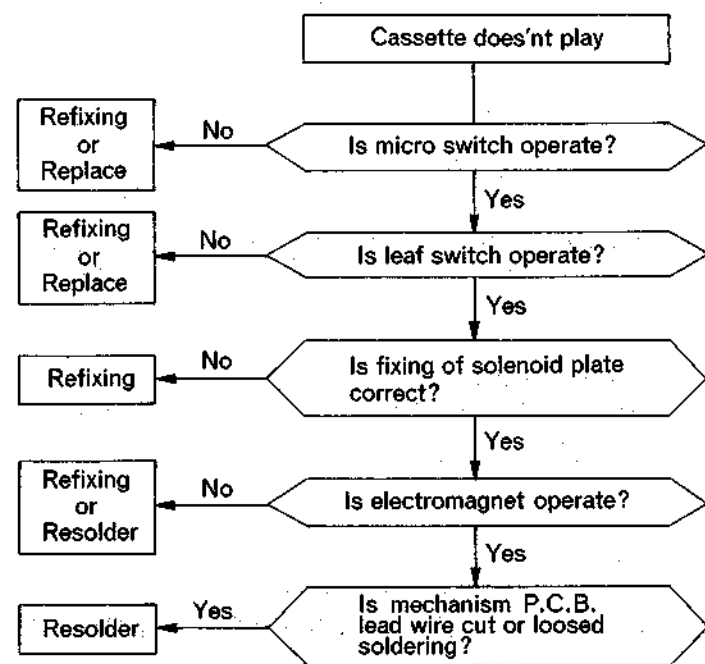 Cassette does'nt play
Refixing
or
Replace
No
Is micro switch operate?
Yes
Refixing
or
Replace
No
Is leaf switch operate?
Yes
Refixing
No
Is fixing of solenoid plate
correct?
Yes
Refixing
or
Resolder
No
Is electromagnet operate?
Yes
Resolder
Yes
Is mechanism P.C.B.
lead wire cut or loosed
soldering?